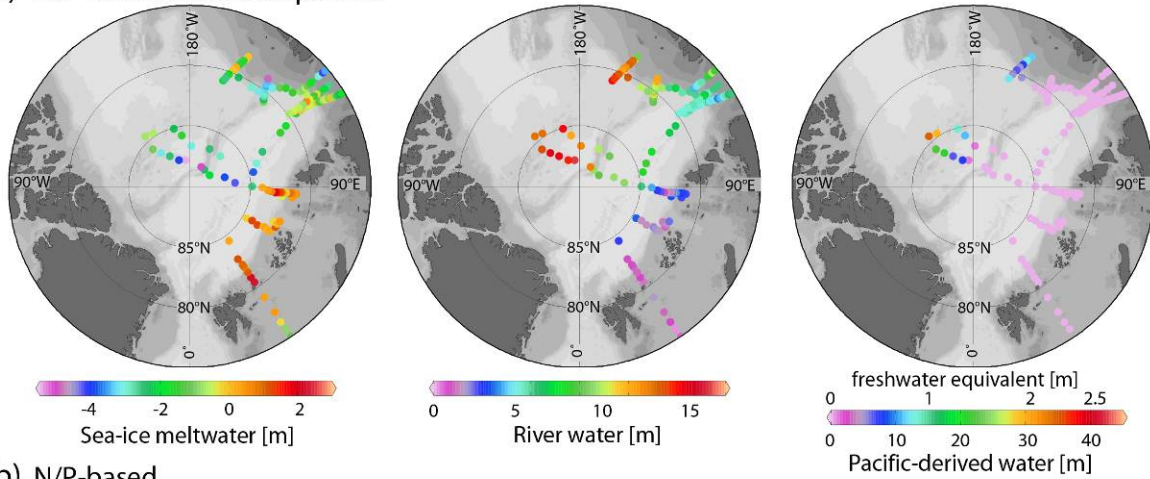 180°W 180°W 180°W
90°W 90°E 90°W 90°E 90°W 90°E
85°N 85°N 85°N
80°N 80°N 80°N
0° 0° 0°
freshwater equivalent [m]
0 1 2 2.5
-4 -2 0 2
0 5 10 15
0 10 20 30 40
Sea-ice meltwater [m]
River water [m]
Pacific-derived water [m]
b) N/P-based